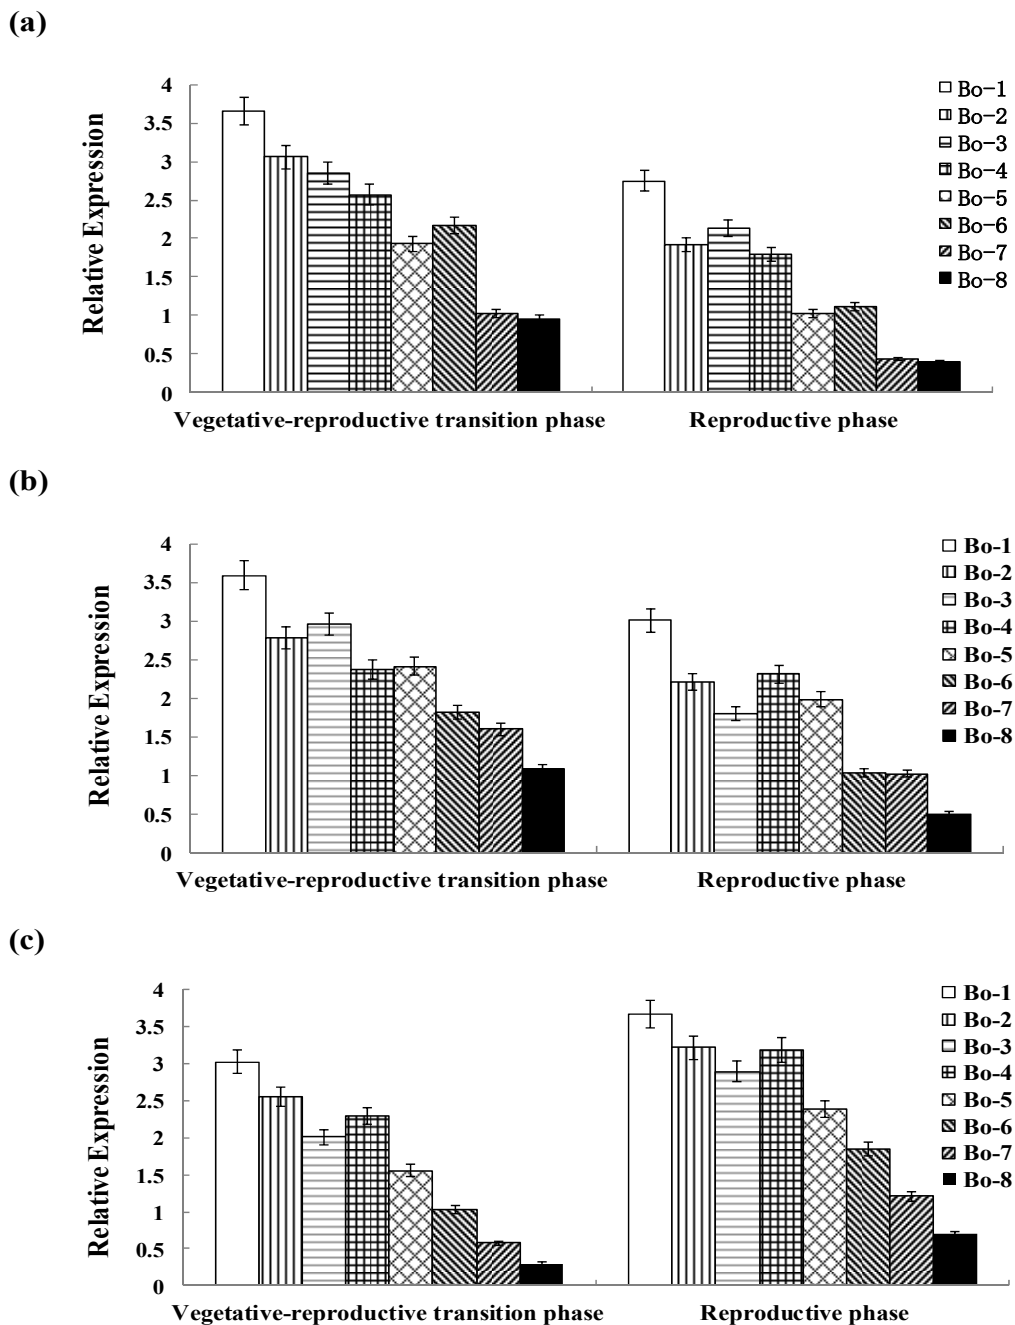 (a)
4
3.5
3
2.5
2
1.5
1
0.5
0
Relative Expression
Bo-1
Bo-2
Bo-3
Bo-4
Bo-5
Bo-6
Bo-7
Bo-8
Vegetative-reproductive transition phase
Reproductive phase
(b)
4
3.5
3
2.5
2
1.5
1
0.5
0
Relative Expression
Bo-1
Bo-2
Bo-3
Bo-4
Bo-5
Bo-6
Bo-7
Bo-8
Vegetative-reproductive transition phase
Reproductive phase
(c)
4
3.5
3
2.5
2
1.5
1
0.5
0
Relative Expression
Bo-1
Bo-2
Bo-3
Bo-4
Bo-5
Bo-6
Bo-7
Bo-8
Vegetative-reproductive transition phase
Reproductive phase